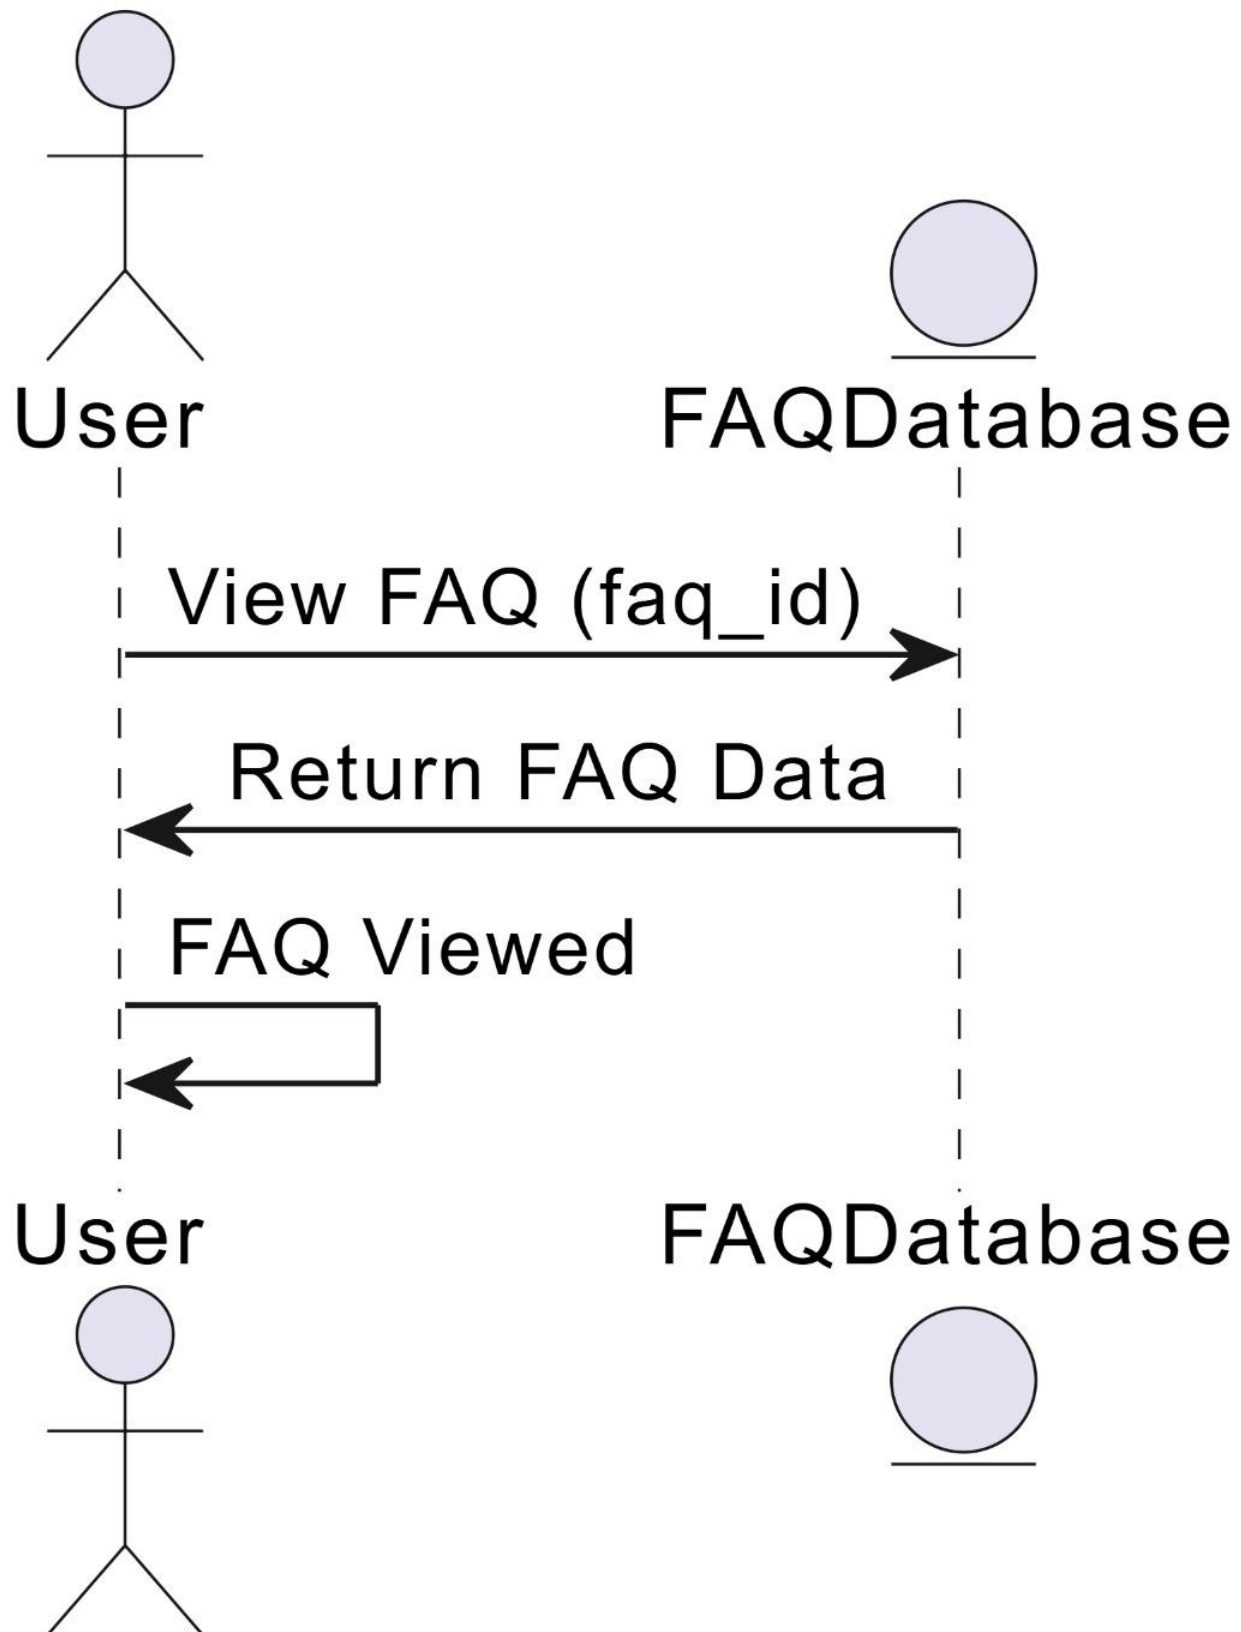 User
FAQDatabase
View FAQ (faq_id)
Return FAQ Data
FAQ Viewed
User
FAQDatabase